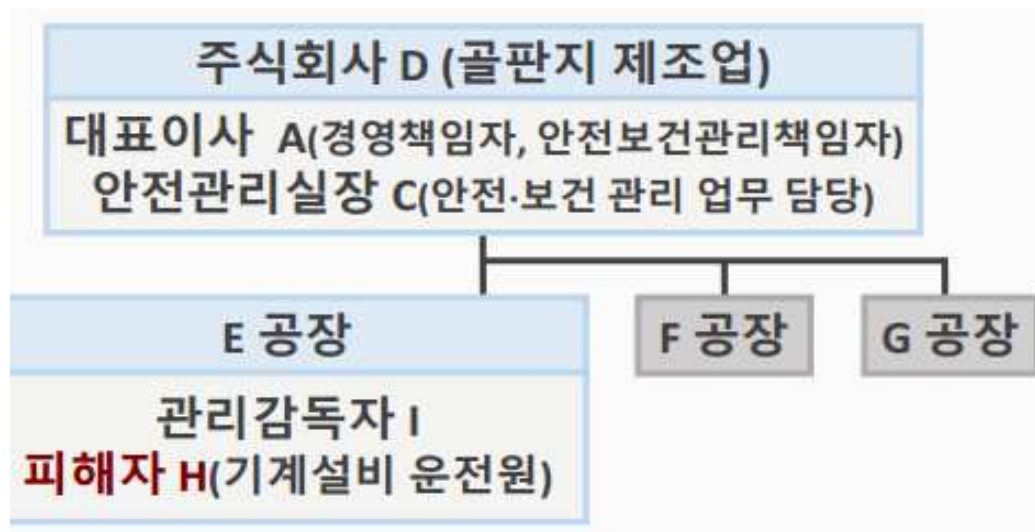 주식회사 D (골판지 제조업)
대표이사 A(경영책임자, 안전보건관리책임자)
안전관리실장 C(안전·보건 관리 업무 담당)
E 공장
F 공장
G 공장
관리감독자 I
피해자 H(기계설비 운전원)